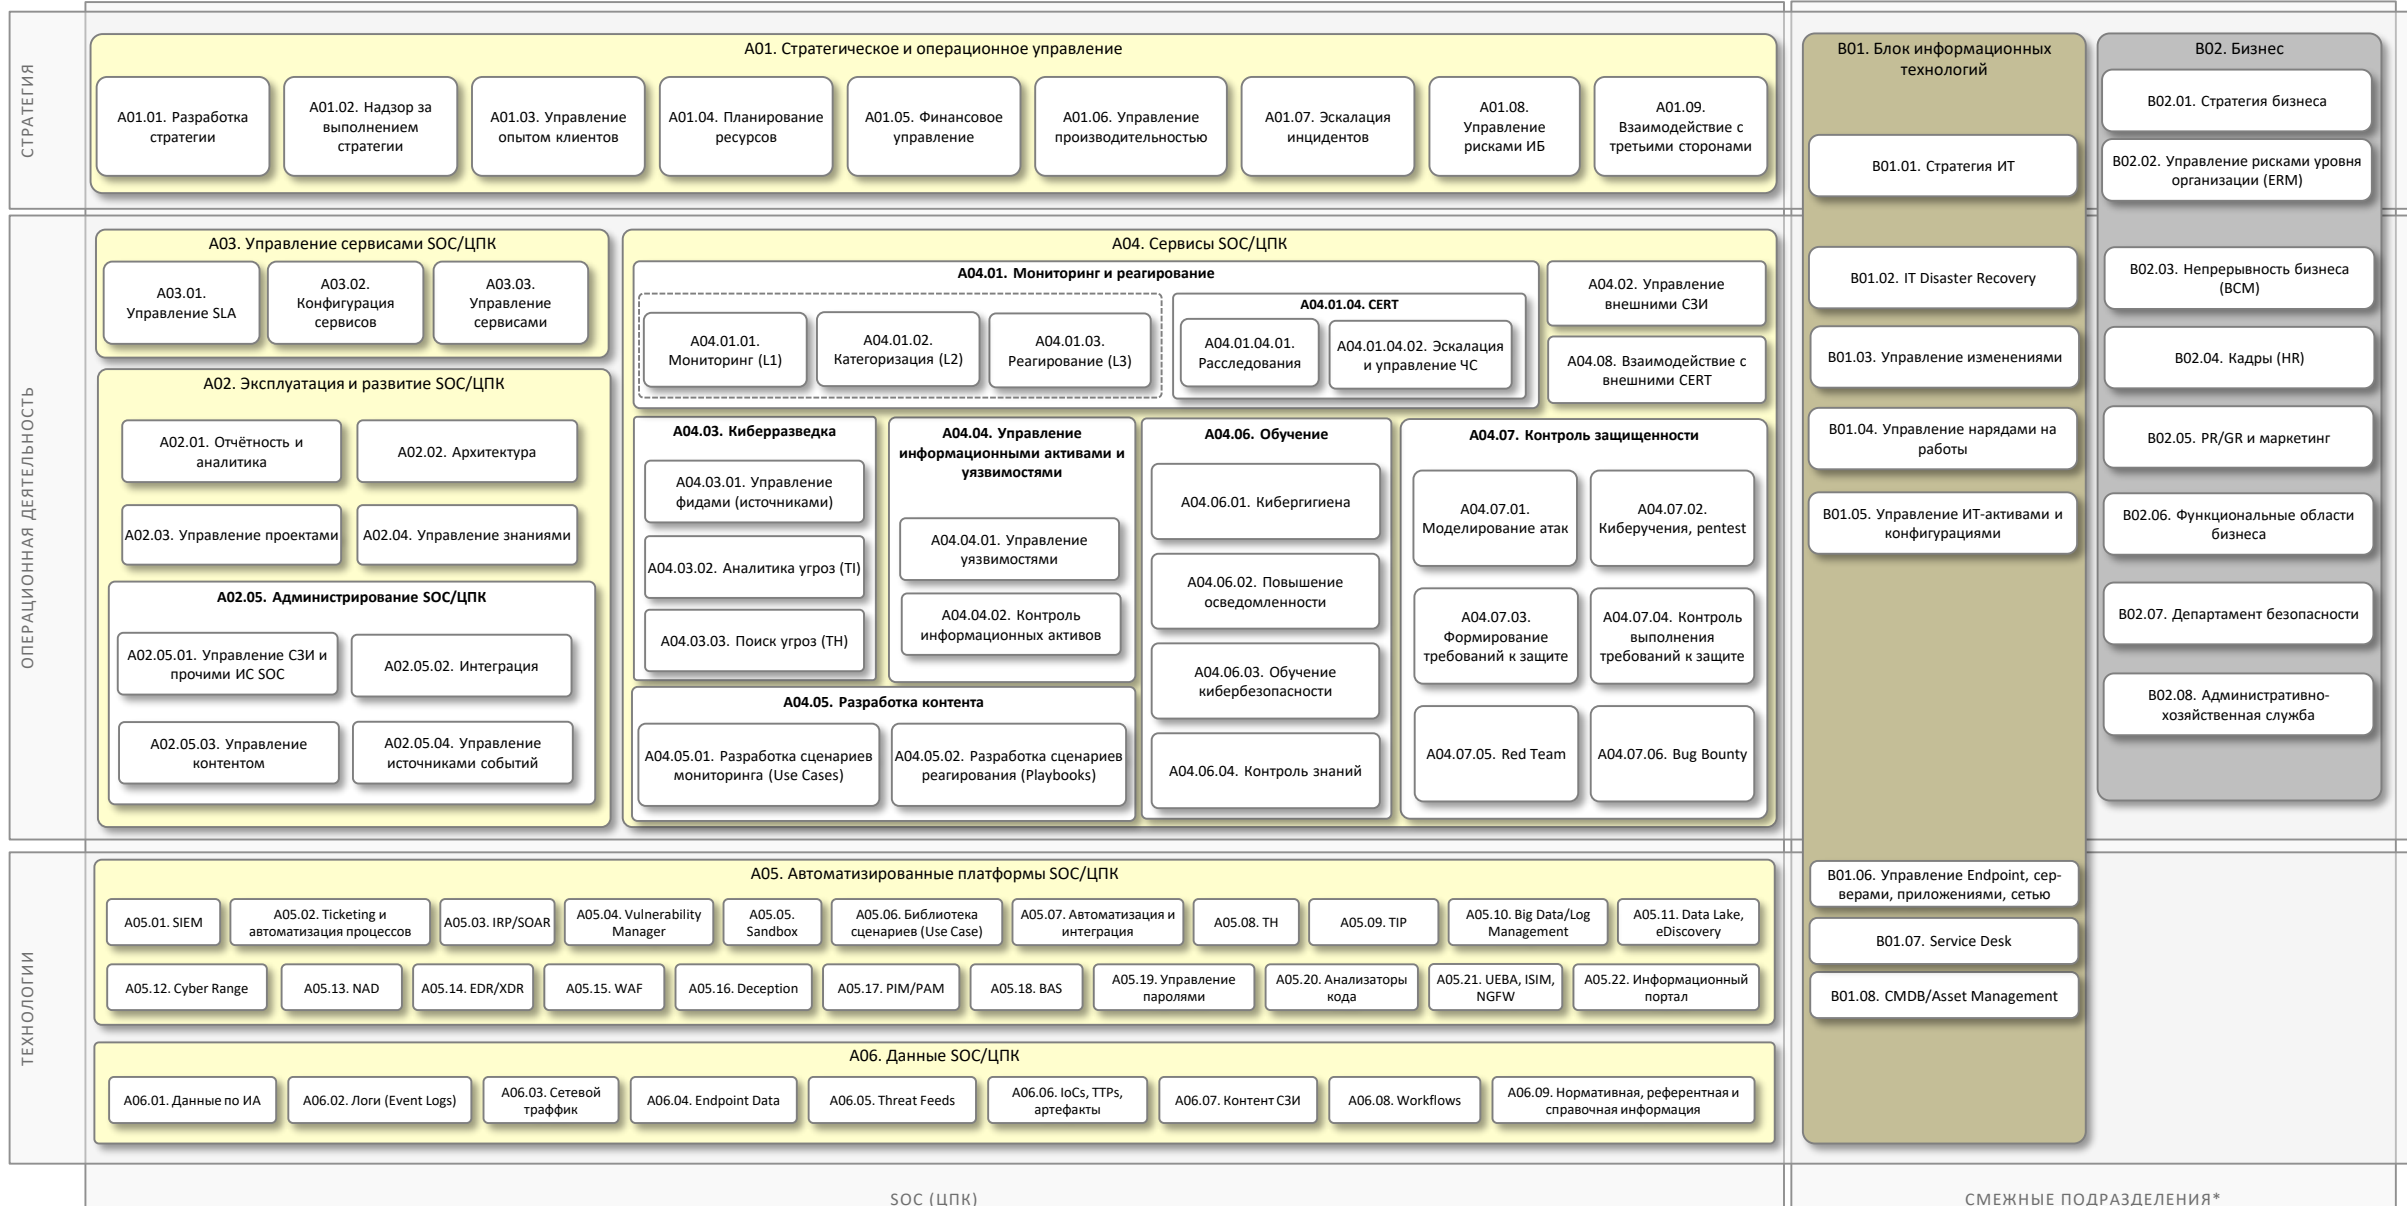 СТРАТЕГИЯ
A01. Стратегическое и операционное управление
A01.01. Разработка
стратегии
A01.02. Надзор за
выполнением
стратегии
A01.03. Управление
опытом клиентов
A01.04. Планирование
ресурсов
A01.05. Финансовое
управление
A01.06. Управление
производительностью
A01.07. Эскалация
инцидентов
A01.08.
Управление
рисками ИБ
A01.09.
Взаимодействие с
третьими сторонами
B01. Блок информационных
технологий
B01.01. Стратегия ИТ
B02. Бизнес
B02.01. Стратегия бизнеса
B02.02. Управление рисками уровня
организации (ERM)
ОПЕРАЦИОННАЯ ДЕЯТЕЛЬНОСТЬ
A03. Управление сервисами SOC/ЦПК
A03.01.
Управление SLA
A03.02.
Конфигурация
сервисов
A03.03.
Управление
сервисами
A02. Эксплуатация и развитие SOC/ЦПК
A02.01. Отчётность и
аналитика
A02.02. Архитектура
A02.03. Управление проектами
A02.04. Управление знаниями
A02.05. Администрирование SOC/ЦПК
A02.05.01. Управление СЗИ и
прочими ИС SOC
A02.05.02. Интеграция
A02.05.03. Управление
контентом
A02.05.04. Управление
источниками событий
A04. Сервисы SOC/ЦПК
A04.01. Мониторинг и реагирование
A04.01.01.
Мониторинг (L1)
A04.01.02.
Категоризация (L2)
A04.01.03.
Реагирование (L3)
A04.01.04. CERT
A04.01.04.01.
Расследования
A04.01.04.02. Эскалация
и управление ЧС
A04.02. Управление
внешними СЗИ
A04.08. Взаимодействие с
внешними CERT
A04.03. Киберразведка
A04.03.01. Управление
фидами (источниками)
A04.03.02. Аналитика угроз (TI)
A04.03.03. Поиск угроз (TH)
A04.04. Управление
информационными активами и
уязвимостями
A04.04.01. Управление
уязвимостями
A04.04.02. Контроль
информационных активов
A04.05. Разработка контента
A04.05.01. Разработка сценариев
мониторинга (Use Cases)
A04.05.02. Разработка сценариев
реагирования (Playbooks)
A04.06. Обучение
A04.06.01. Кибергигиена
A04.06.02. Повышение
осведомленности
A04.06.03. Обучение
кибербезопасности
A04.06.04. Контроль знаний
A04.07. Контроль защищенности
A04.07.01.
Моделирование атак
A04.07.02.
Киберучения, pentest
A04.07.03.
Формирование
требований к защите
A04.07.04. Контроль
выполнения
требований к защите
A04.07.05. Red Team
A04.07.06. Bug Bounty
B01.02. IT Disaster Recovery
B01.03. Управление изменениями
B01.04. Управление нарядами на
работы
B01.05. Управление ИТ-активами и
конфигурациями
B02.03. Непрерывность бизнеса
(BCM)
B02.04. Кадры (HR)
B02.05. PR/GR и маркетинг
B02.06. Функциональные области
бизнеса
B02.07. Департамент безопасности
B02.08. Административно-
хозяйственная служба
ТЕХНОЛОГИИ
A05. Автоматизированные платформы SOC/ЦПК
A05.01. SIEM
A05.02. Ticketing и
автоматизация процессов
A05.03. IRP/SOAR
A05.04. Vulnerability
Manager
A05.05.
Sandbox
A05.06. Библиотека
сценариев (Use Case)
A05.07. Автоматизация и
интеграция
A05.08. TH
A05.09. TIP
A05.10. Big Data/Log
Management
A05.11. Data Lake,
eDiscovery
A05.12. Cyber Range
A05.13. NAD
A05.14. EDR/XDR
A05.15. WAF
A05.16. Deception
A05.17. PIM/PAM
A05.18. BAS
A05.19. Управление
паролями
A05.20. Анализаторы
кода
A05.21. UEBA, ISIM,
NGFW
A05.22. Информационный
портал
A06. Данные SOC/ЦПК
A06.01. Данные по ИА
A06.02. Логи (Event Logs)
A06.03. Сетевой
траффик
A06.04. Endpoint Data
A06.05. Threat Feeds
A06.06. IoCs, TTPs,
артефакты
A06.07. Контент СЗИ
A06.08. Workflows
A06.09. Нормативная, референтная и
справочная информация
B01.06. Управление Endpoint, сер-
верами, приложениями, сетью
B01.07. Service Desk
B01.08. CMDB/Asset Management
SOC (ЦПК)
СМЕЖНЫЕ ПОДРАЗДЕЛЕНИЯ*